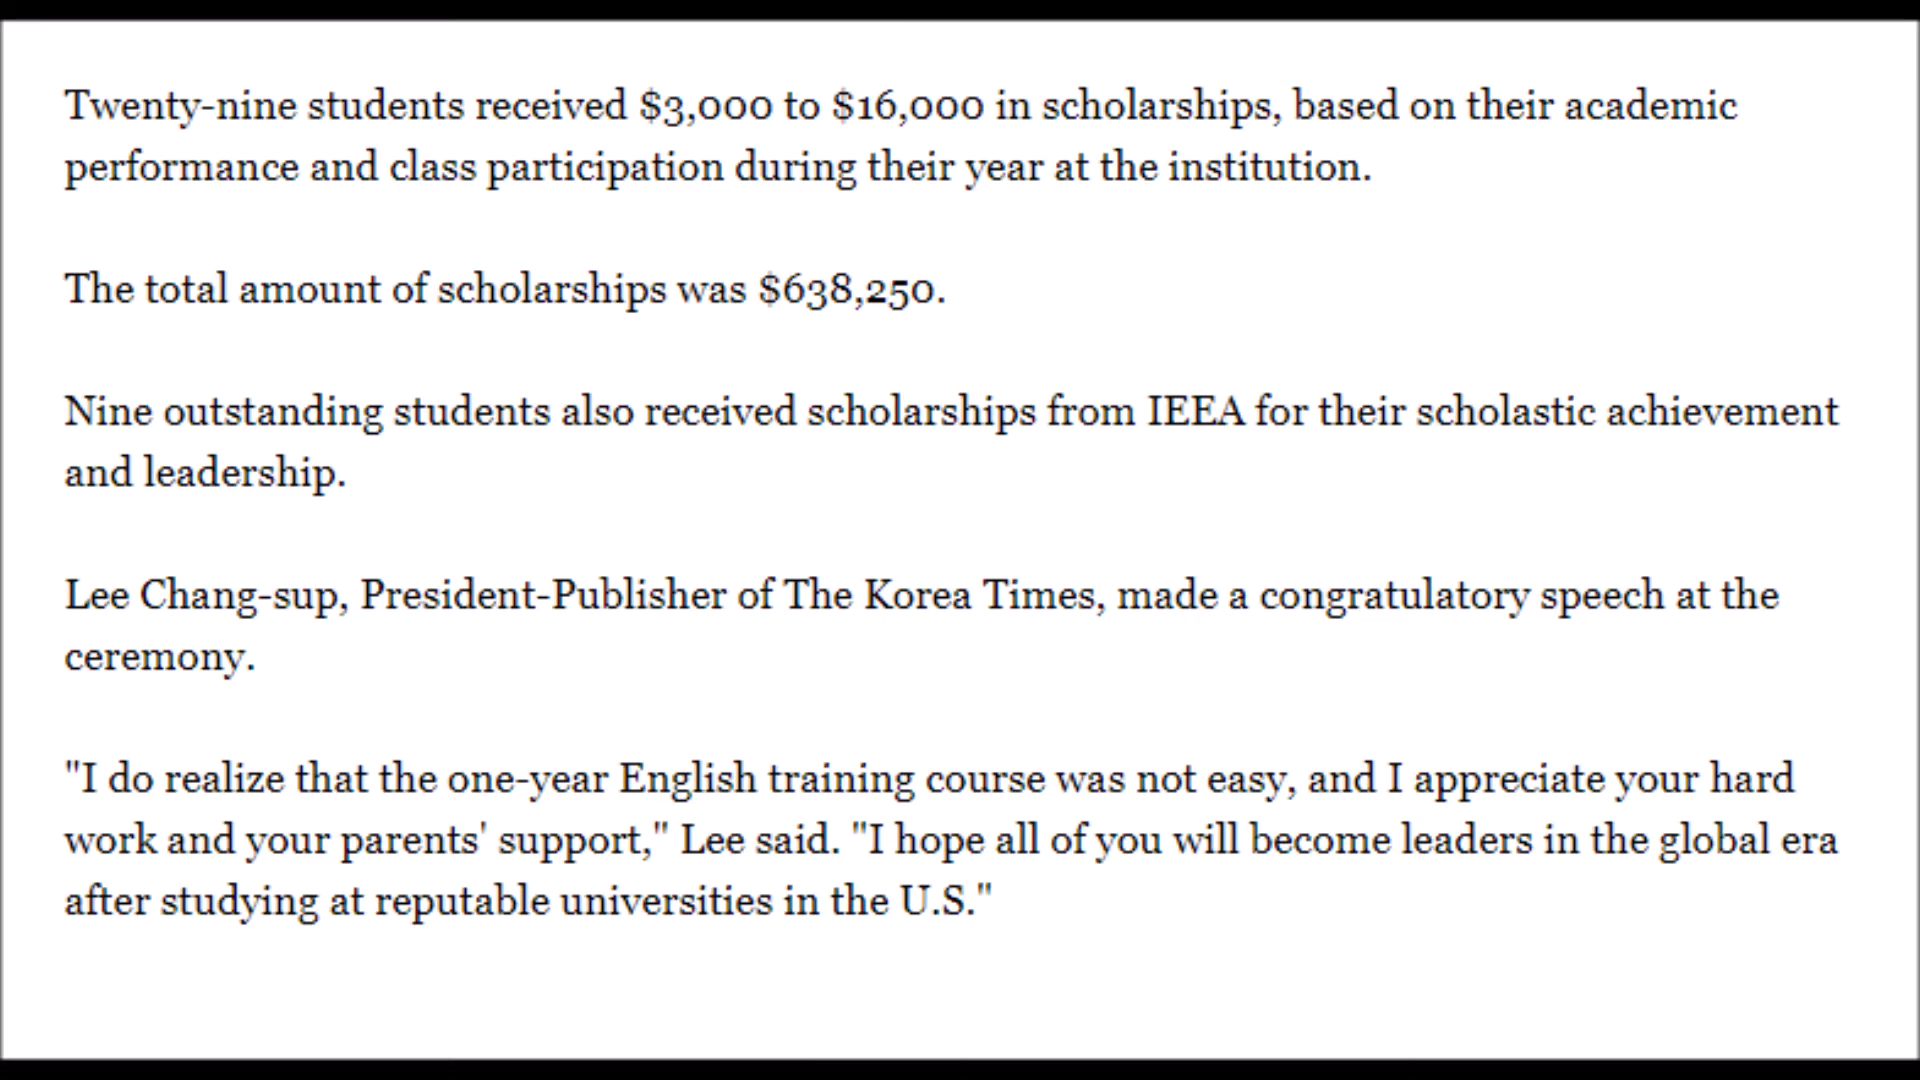 Twenty-nine students received $3,000 to $16,000 in scholarships, based on their academic
performance and class participation during their year at the institution.
The total amount of scholarships was $638,250.
Nine outstanding students also received scholarships from IEEA for their scholastic achievement
and leadership.
Lee Chang-sup, President-Publisher of The Korea Times, made a congratulatory speech at the
ceremony.
"I do realize that the one-year English training course was not easy, and I appreciate your hard
work and your parents' support," Lee said. "I hope all of you will become leaders in the global era
after studying at reputable universities in the U.S."